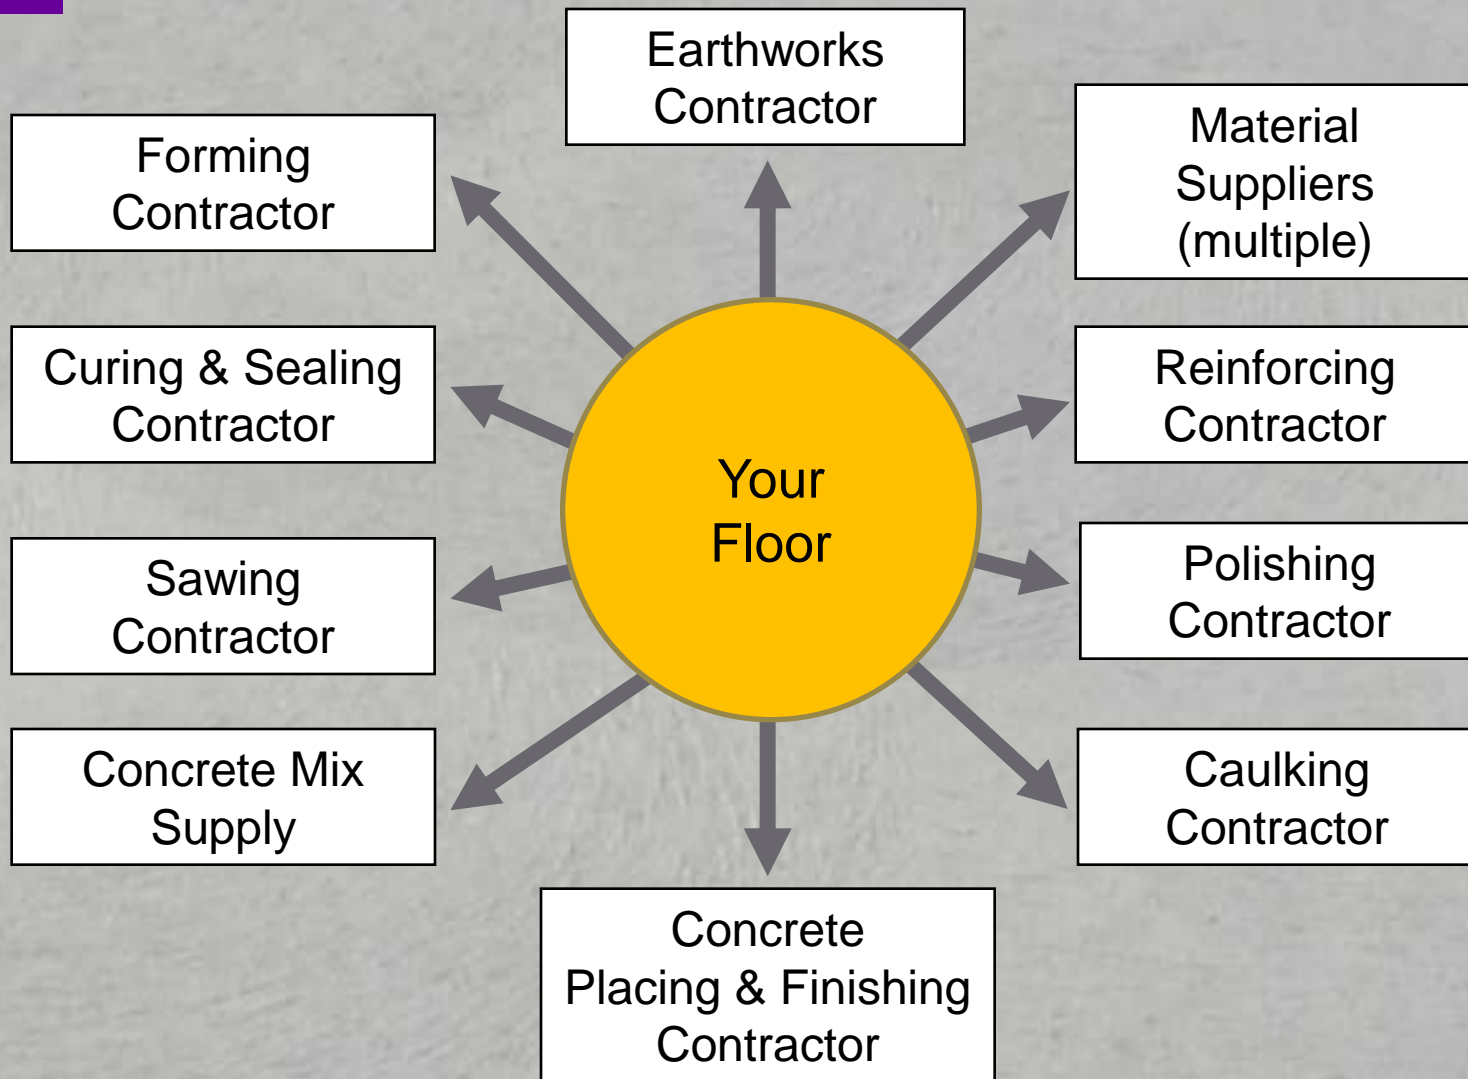 Earthworks
Contractor
Forming
Contractor
Material
Suppliers
(multiple)
Curing & Sealing
Contractor
Reinforcing
Contractor
Your
Floor
Sawing
Contractor
Polishing
Contractor
Concrete Mix
Supply
Caulking
Contractor
Concrete
Placing & Finishing
Contractor